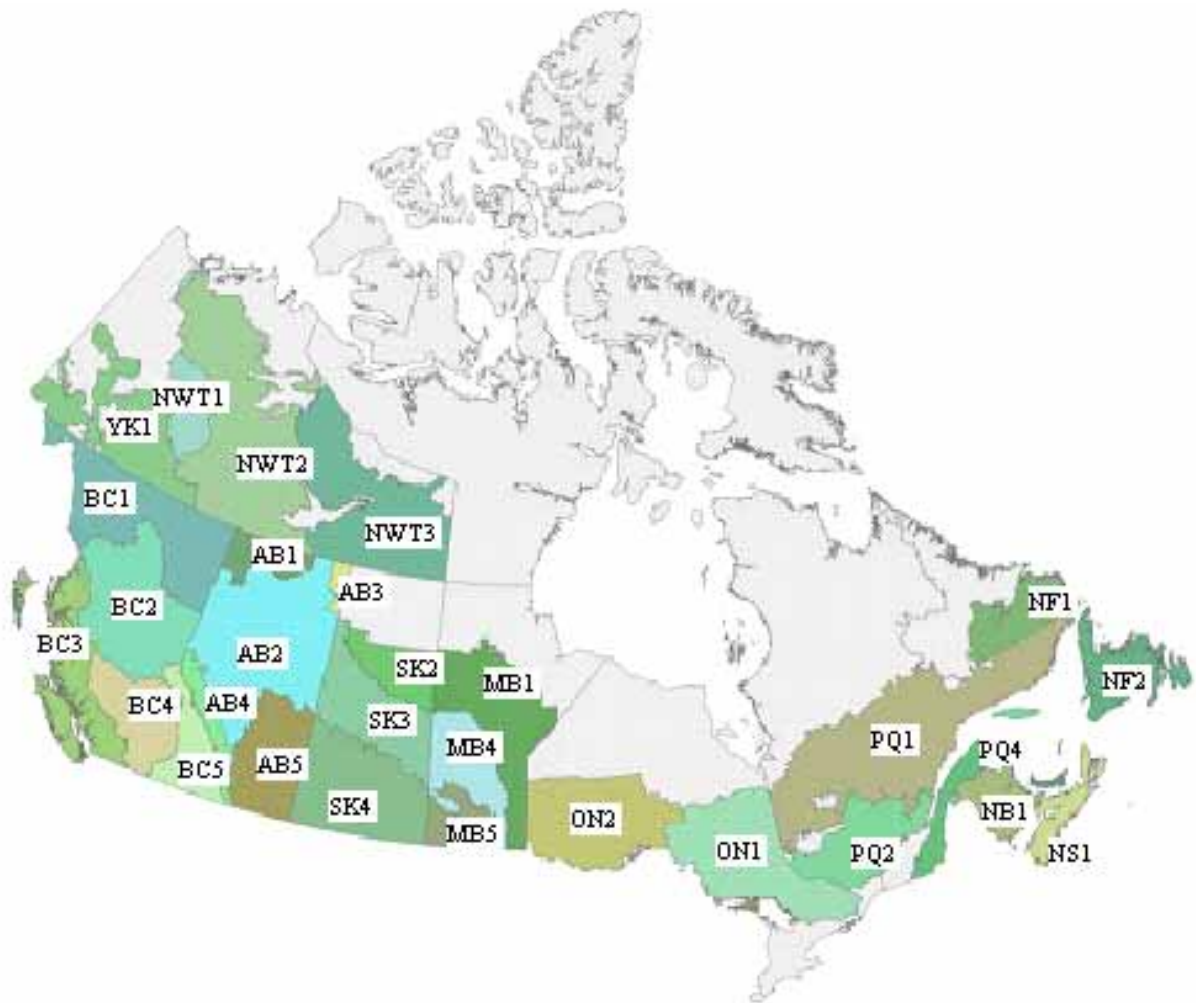 NWT1
YK1
NWT2
BC1
NWT3
AB1
AB3
BC2
NF1
BC3
AB2
SK2
MB1
NF2
BC4
AB4
SK3
MB4
PQ1
PQ4
BC5
AB5
SK4
ON2
MB5
NB1
ON1
PQ2
NS1